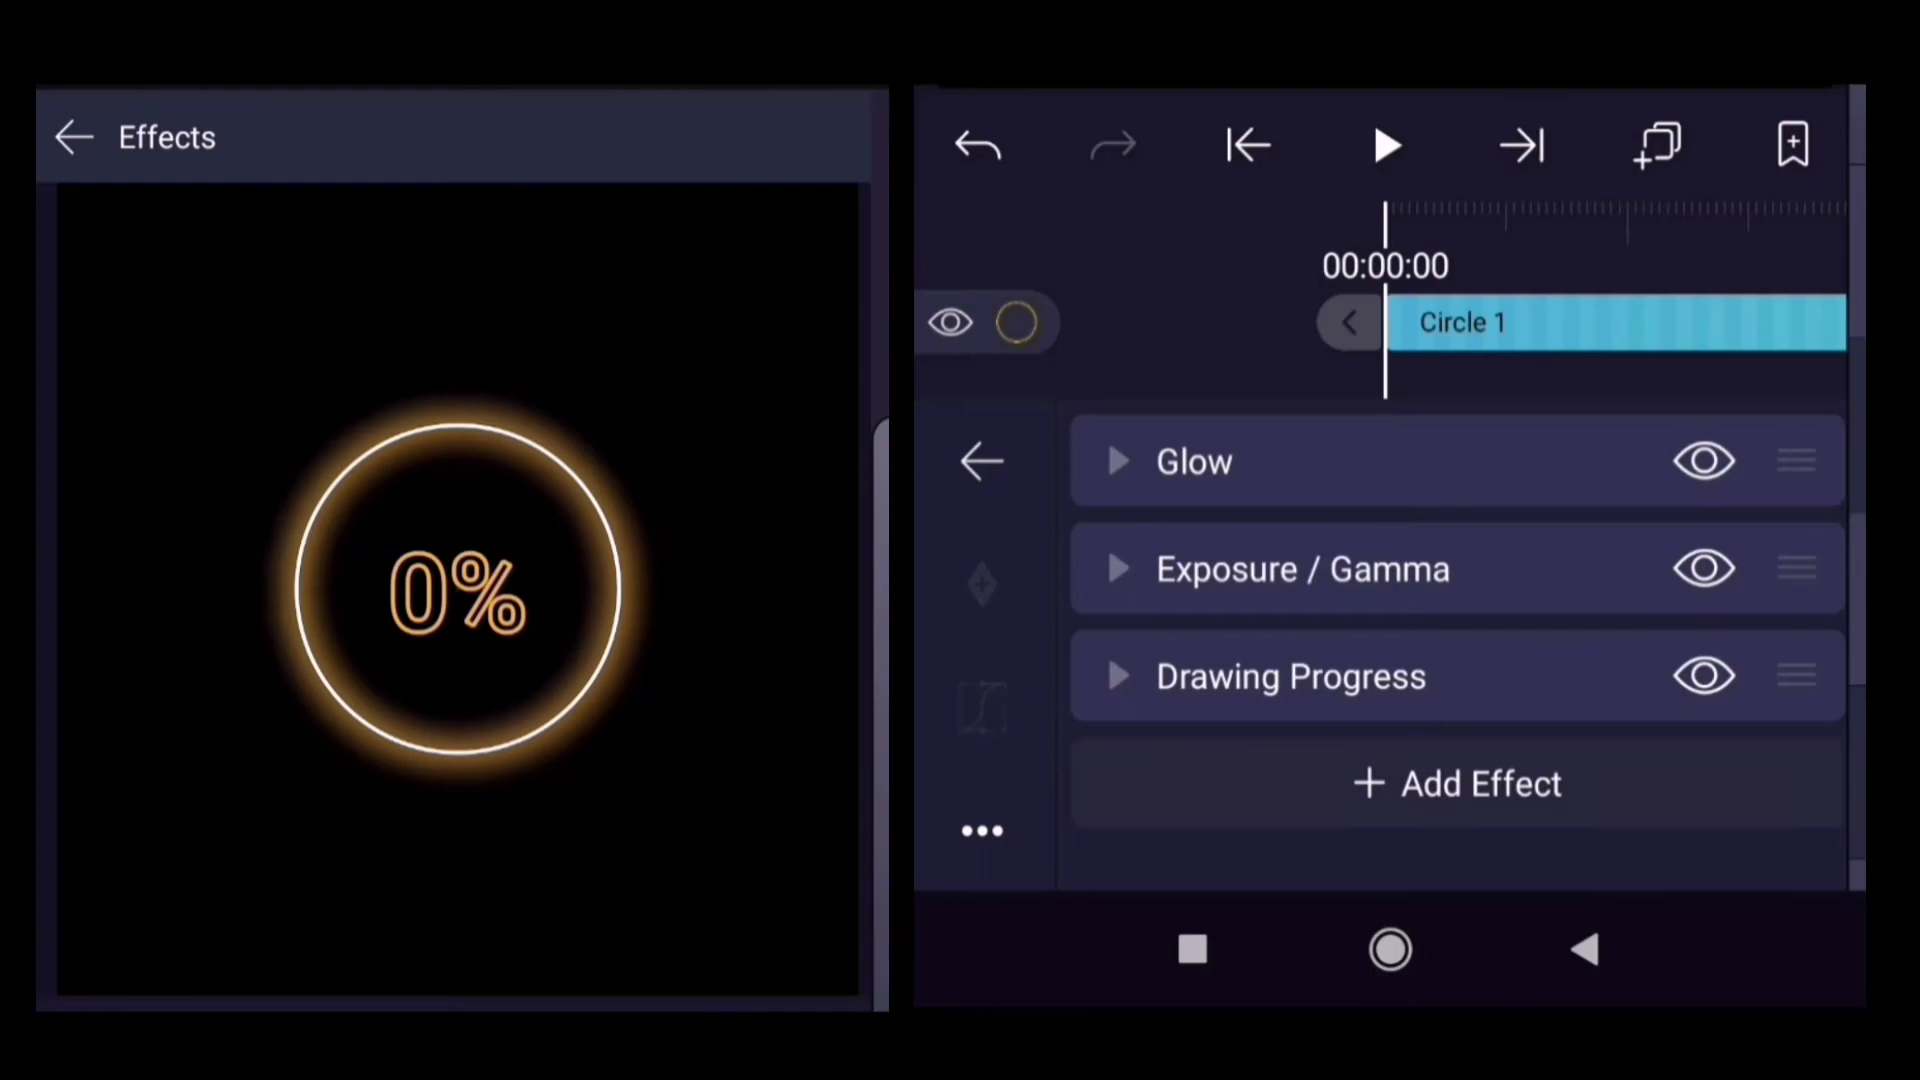 Effects
0%
00:00:00
Circle 1
Glow
Exposure / Gamma
Drawing Progress
+ Add Effect